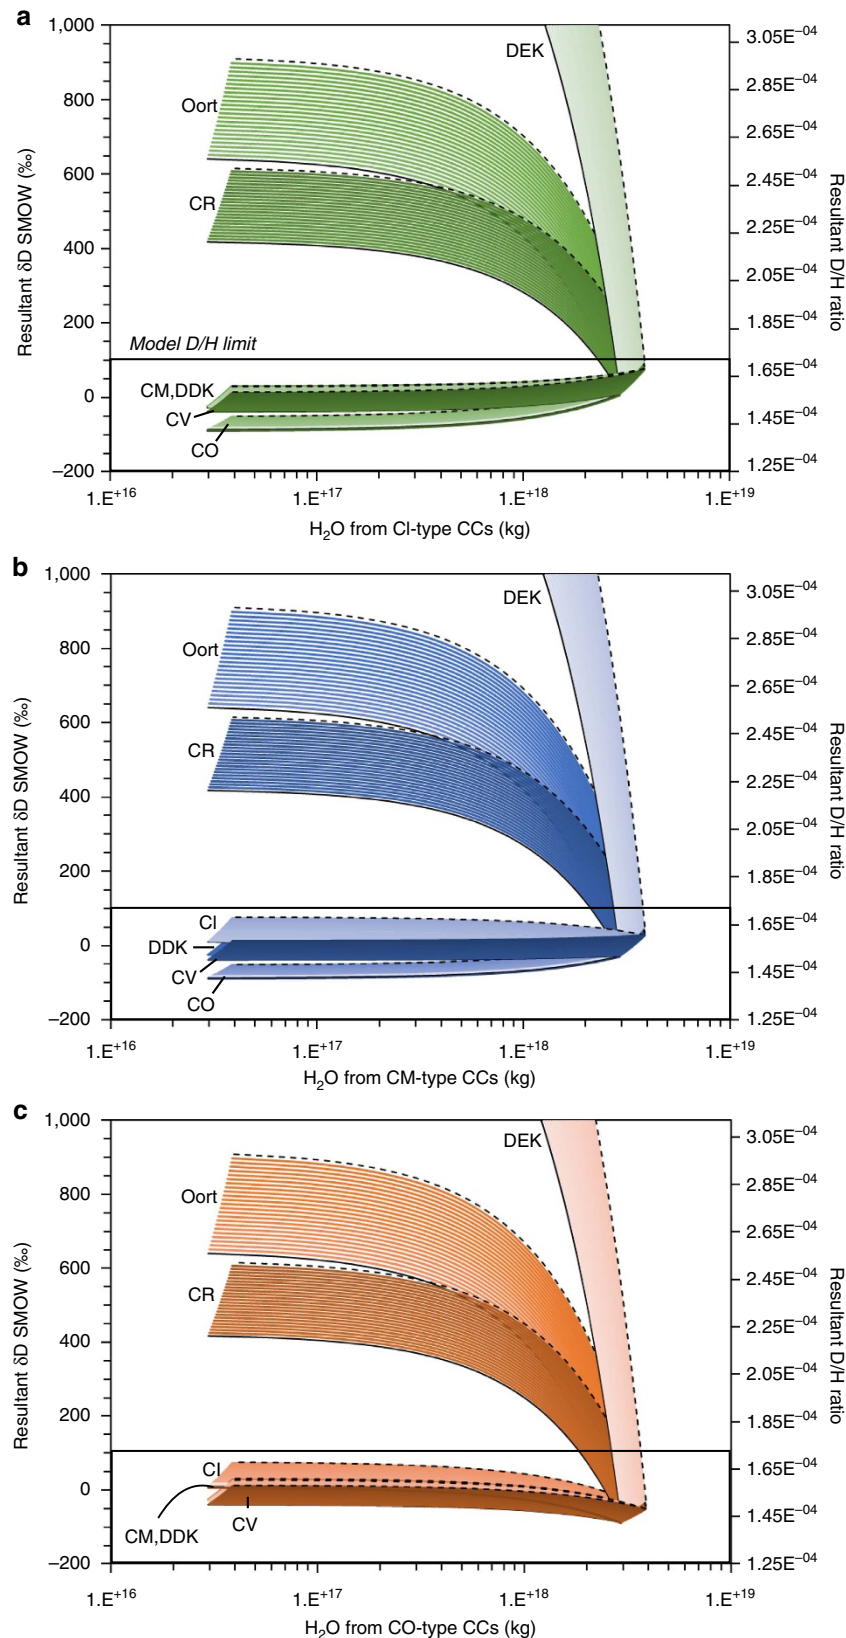 a
1,000
800
600
400
200
0
–200
Resultant δD SMOW (‰)
DEK
Oort
CR
Model D/H limit
CM,DDK
CV
CO
3.05E–04
2.85E–04
2.65E–04
2.45E–04
2.25E–04
2.05E–04
1.85E–04
1.65E–04
1.45E–04
1.25E–04
Resultant D/H ratio
1.E+16
1.E+17
1.E+18
1.E+19
H2O from CI-type CCs (kg)
b
1,000
800
600
400
200
0
–200
Resultant δD SMOW (‰)
DEK
Oort
CR
CI
DDK
CV
CO
3.05E–04
2.85E–04
2.65E–04
2.45E–04
2.25E–04
2.05E–04
1.85E–04
1.65E–04
1.45E–04
1.25E–04
Resultant D/H ratio
1.E+16
1.E+17
1.E+18
1.E+19
H2O from CM-type CCs (kg)
c
1,000
800
600
400
200
0
–200
Resultant δD SMOW (‰)
DEK
Oort
CR
CI
CM,DDK
CV
3.05E–04
2.85E–04
2.65E–04
2.45E–04
2.25E–04
2.05E–04
1.85E–04
1.65E–04
1.45E–04
1.25E–04
Resultant D/H ratio
1.E+16
1.E+17
1.E+18
1.E+19
H2O from CO-type CCs (kg)